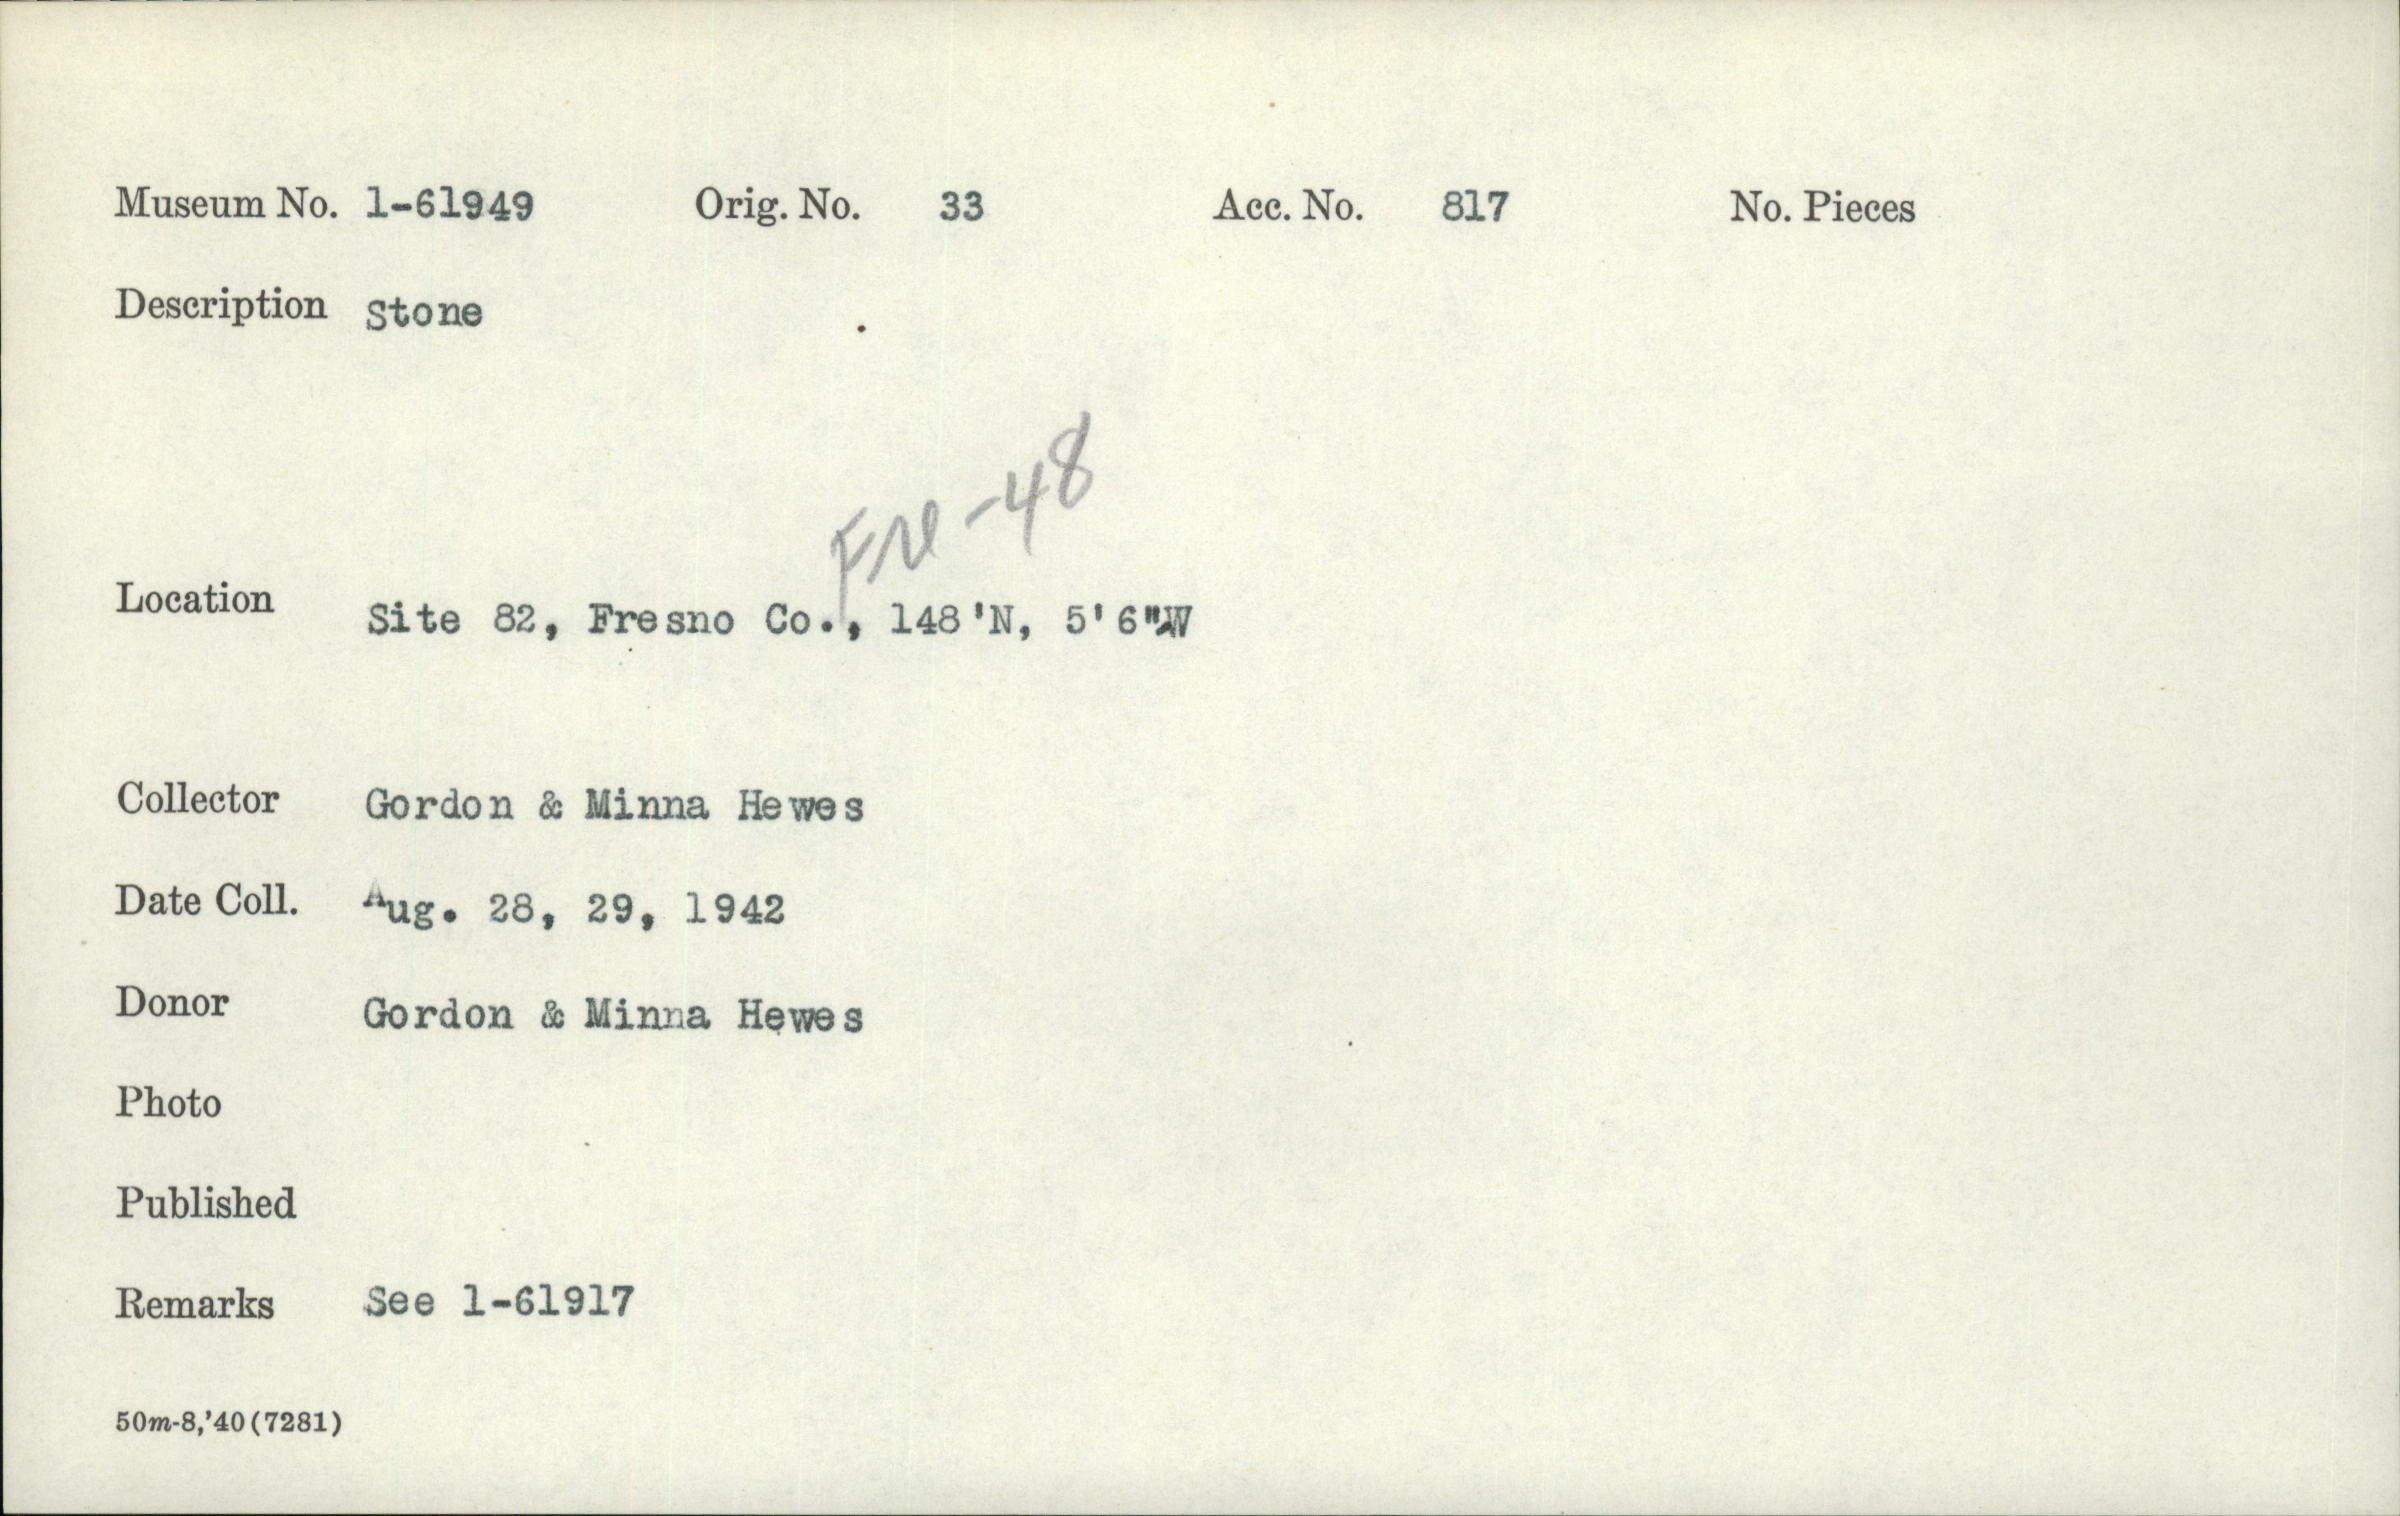 Museum No. 1-61949 Orig. No. 33 Acc. No. 817 No. Pieces
Description Stone
Fre-48
Location Site 82, Fresno Co., 148'N, 5'6"W
Collector Gordon & Minna Hewes
Date Coll. Aug. 28, 29, 1942
Donor Gordon & Minna Hewes
Photo
Published
Remarks See 1-61917
50m-8,'40(7281)